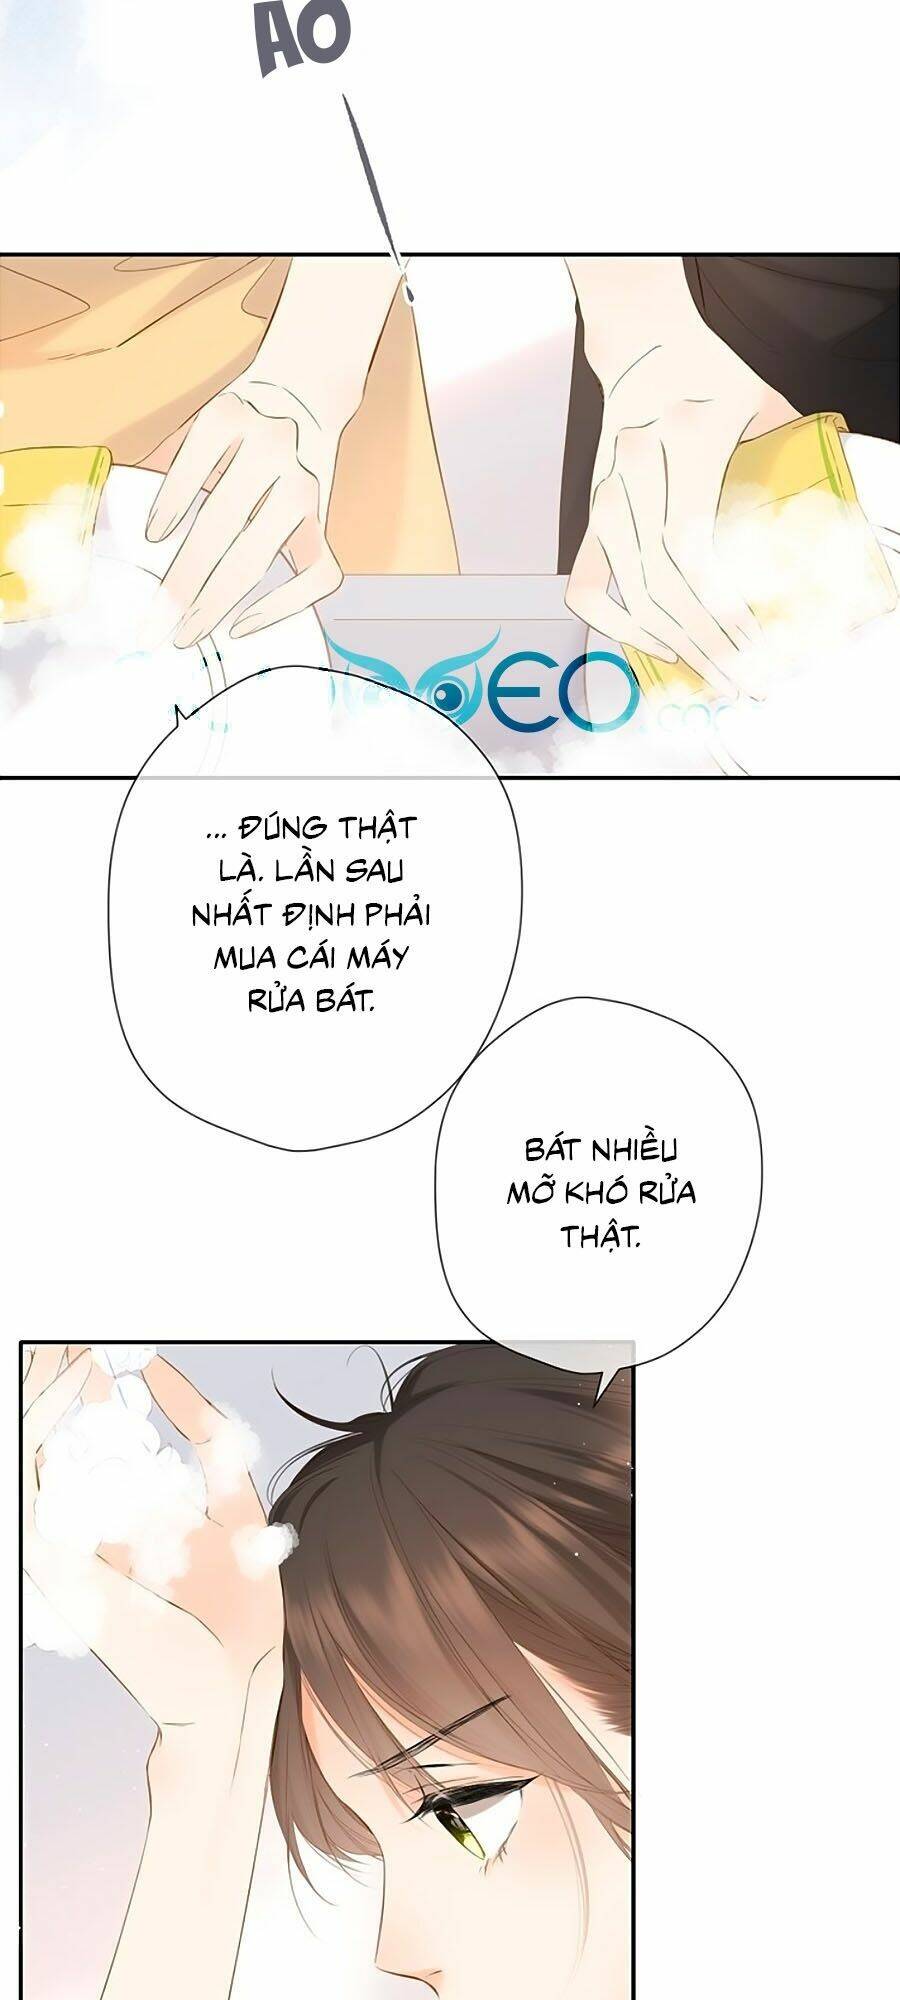 ÀO
... ĐÚNG THẬT
LÀ. LẦN SAU
NHẤT ĐỊNH PHẢI
MUA CÁI MÁY
RỬA BÁT.
BÁT NHIỀU
MỠ KHÓ RỬA
THẬT.